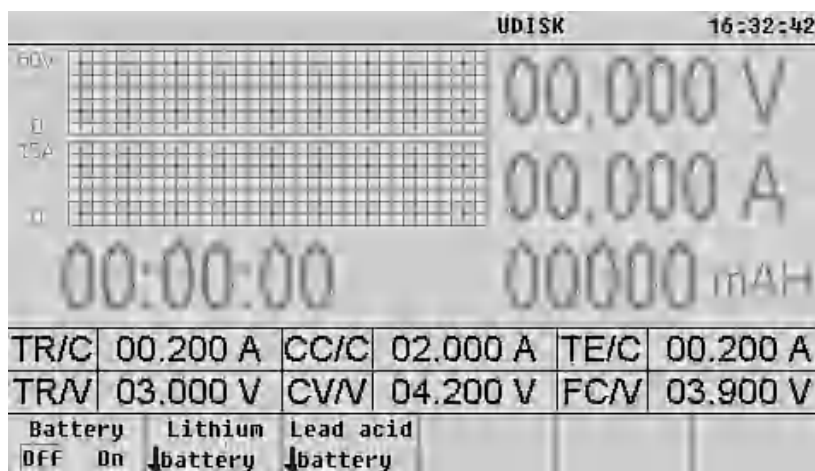 UDISK 16:32:42
60V
00.000 V
0
15A
00.000 A
0
00:00:00 00000 mAH
TR/C 00.200 A CC/C 02.000 A TE/C 00.200 A
TR/V 03.000 V CV/V 04.200 V FC/V 03.900 V
Battery Lithium Lead acid
Off On battery battery